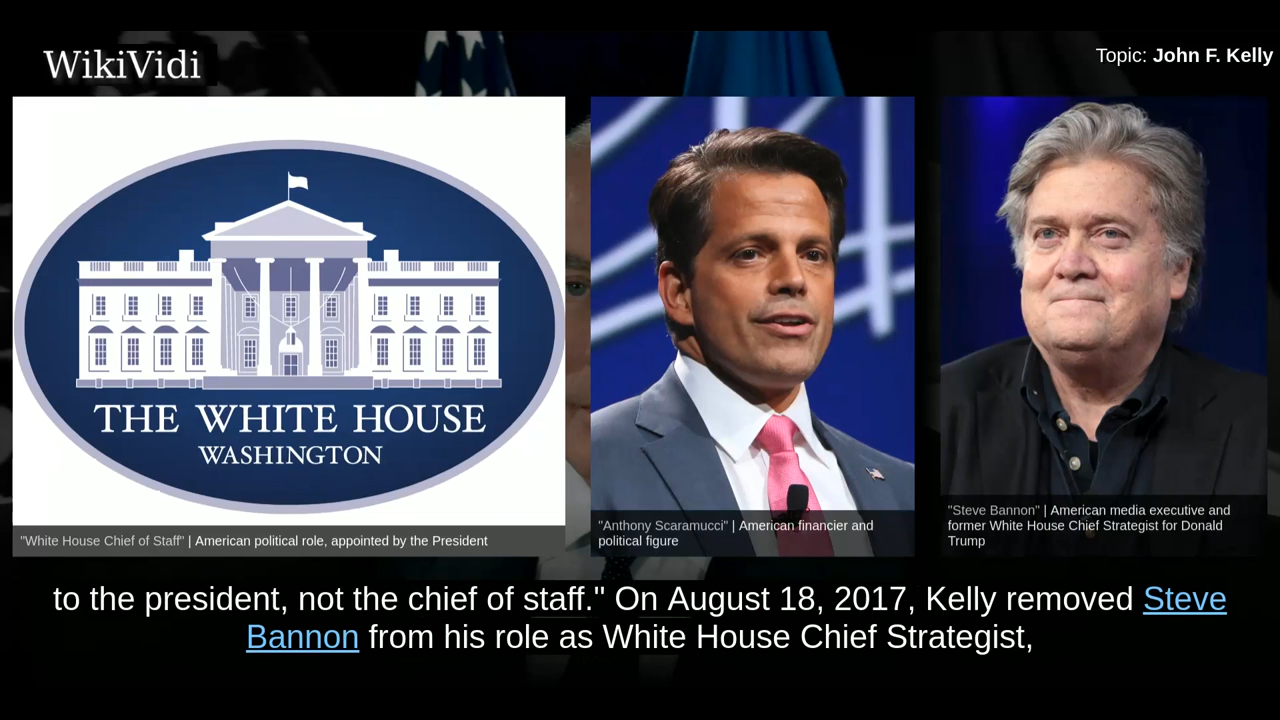 WikiVidi
Topic: John F. Kelly
THE WHITE HOUSE
WASHINGTON
"White House Chief of Staff" | American political role, appointed by the President
"Anthony Scaramucci" | American financier and
political figure
"Steve Bannon" | American media executive and
former White House Chief Strategist for Donald
Trump
to the president, not the chief of staff." On August 18, 2017, Kelly removed Steve
Bannon from his role as White House Chief Strategist,